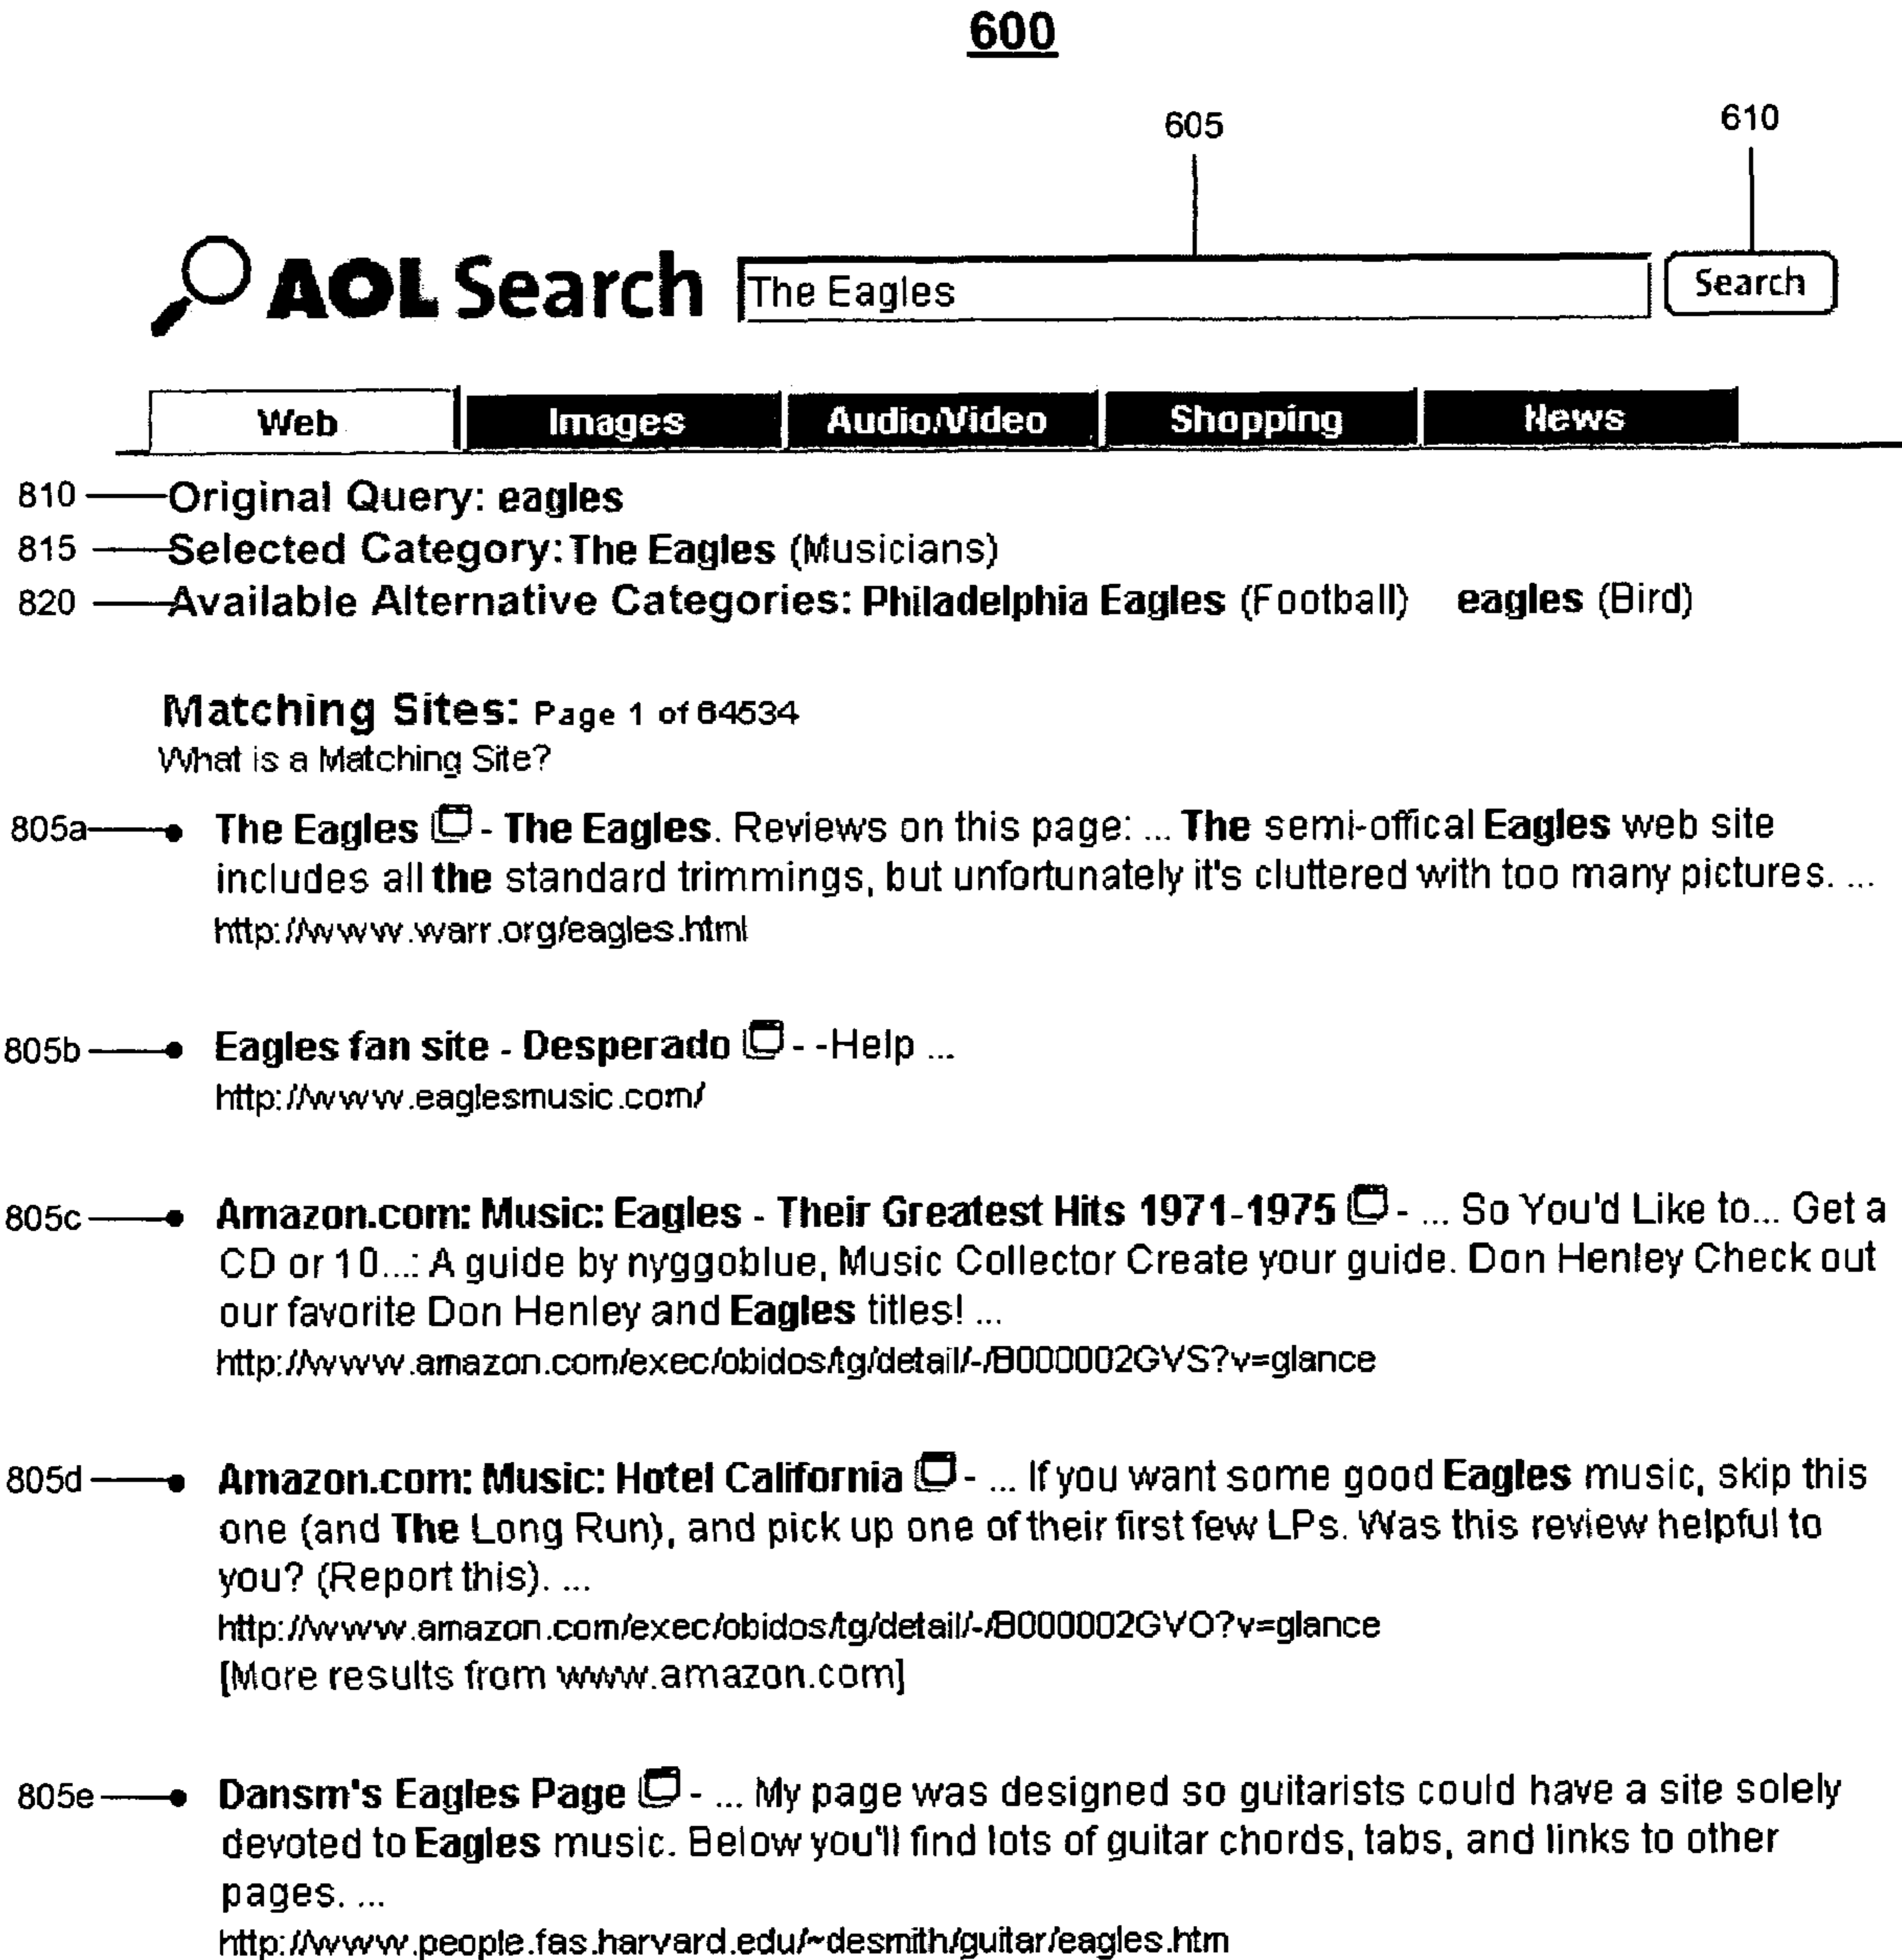 600
605 610
AOL Search The Eagles Search
Web Images Audio/Video Shopping News
810 Original Query: eagles
815 Selected Category: The Eagles (Musicians)
820 Available Alternative Categories: Philadelphia Eagles (Football) eagles (Bird)
Matching Sites: Page 1 of 64534
What is a Matching Site?
805a • The Eagles - The Eagles. Reviews on this page: ... The semi-offical Eagles web site
includes all the standard trimmings, but unfortunately it's cluttered with too many pictures. ...
http://www.warr.org/eagles.html
805b • Eagles fan site - Desperado - -Help ...
http://www.eaglesmusic.com/
805c • Amazon.com: Music: Eagles - Their Greatest Hits 1971-1975 - ... So You'd Like to... Get a
CD or 10...: A guide by nyggoblue, Music Collector Create your guide. Don Henley Check out
our favorite Don Henley and Eagles titles! ...
http://www.amazon.com/exec/obidos/tg/detail/-/B000002GVS?v=glance
805d • Amazon.com: Music: Hotel California - ... If you want some good Eagles music, skip this
one (and The Long Run), and pick up one of their first few LPs. Was this review helpful to
you? (Report this). ...
http://www.amazon.com/exec/obidos/tg/detail/-/B000002GVO?v=glance
[More results from www.amazon.com]
805e • Dansm's Eagles Page - ... My page was designed so guitarists could have a site solely
devoted to Eagles music. Below you'll find lots of guitar chords, tabs, and links to other
pages. ...
http://www.people.fas.harvard.edu/~desmith/guitar/eagles.htm